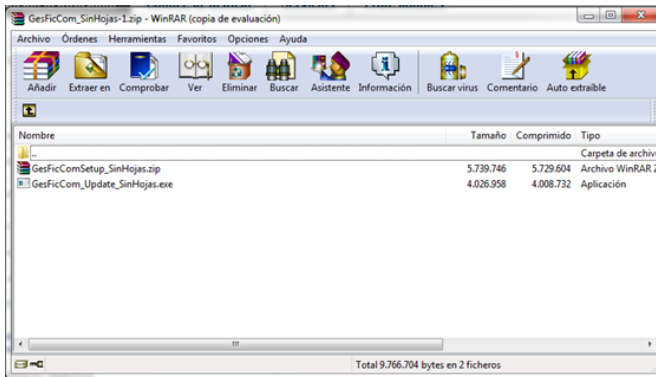 GesFicCom_SinHojas-1.zip - WinRAR (copia de evaluación)
Archivo Órdenes Herramientas Favoritos Opciones Ayuda
Añadir Extraer en Comprobar Ver Eliminar Buscar Asistente Información Buscar virus Comentario Auto extraíble
Nombre Tamaño Comprimido Tipo
.. Carpeta de archivo
GesFicComSetup_SinHojas.zip 5.739.746 5.729.604 Archivo WinRAR Z
GesFicCom_Update_SinHojas.exe 4.026.958 4.008.732 Aplicación
Total 9.766.704 bytes en 2 ficheros